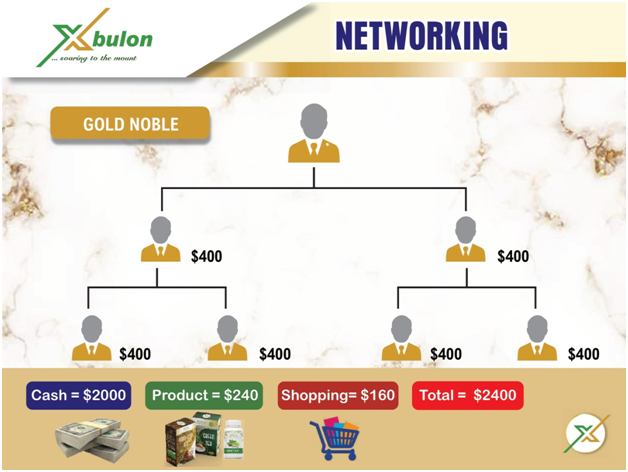 Xbulon
... soaring to the mount
NETWORKING
GOLD NOBLE
$400
$400
$400
$400
$400
$400
Cash = $2000
Product = $240
Shopping= $160
Total = $2400